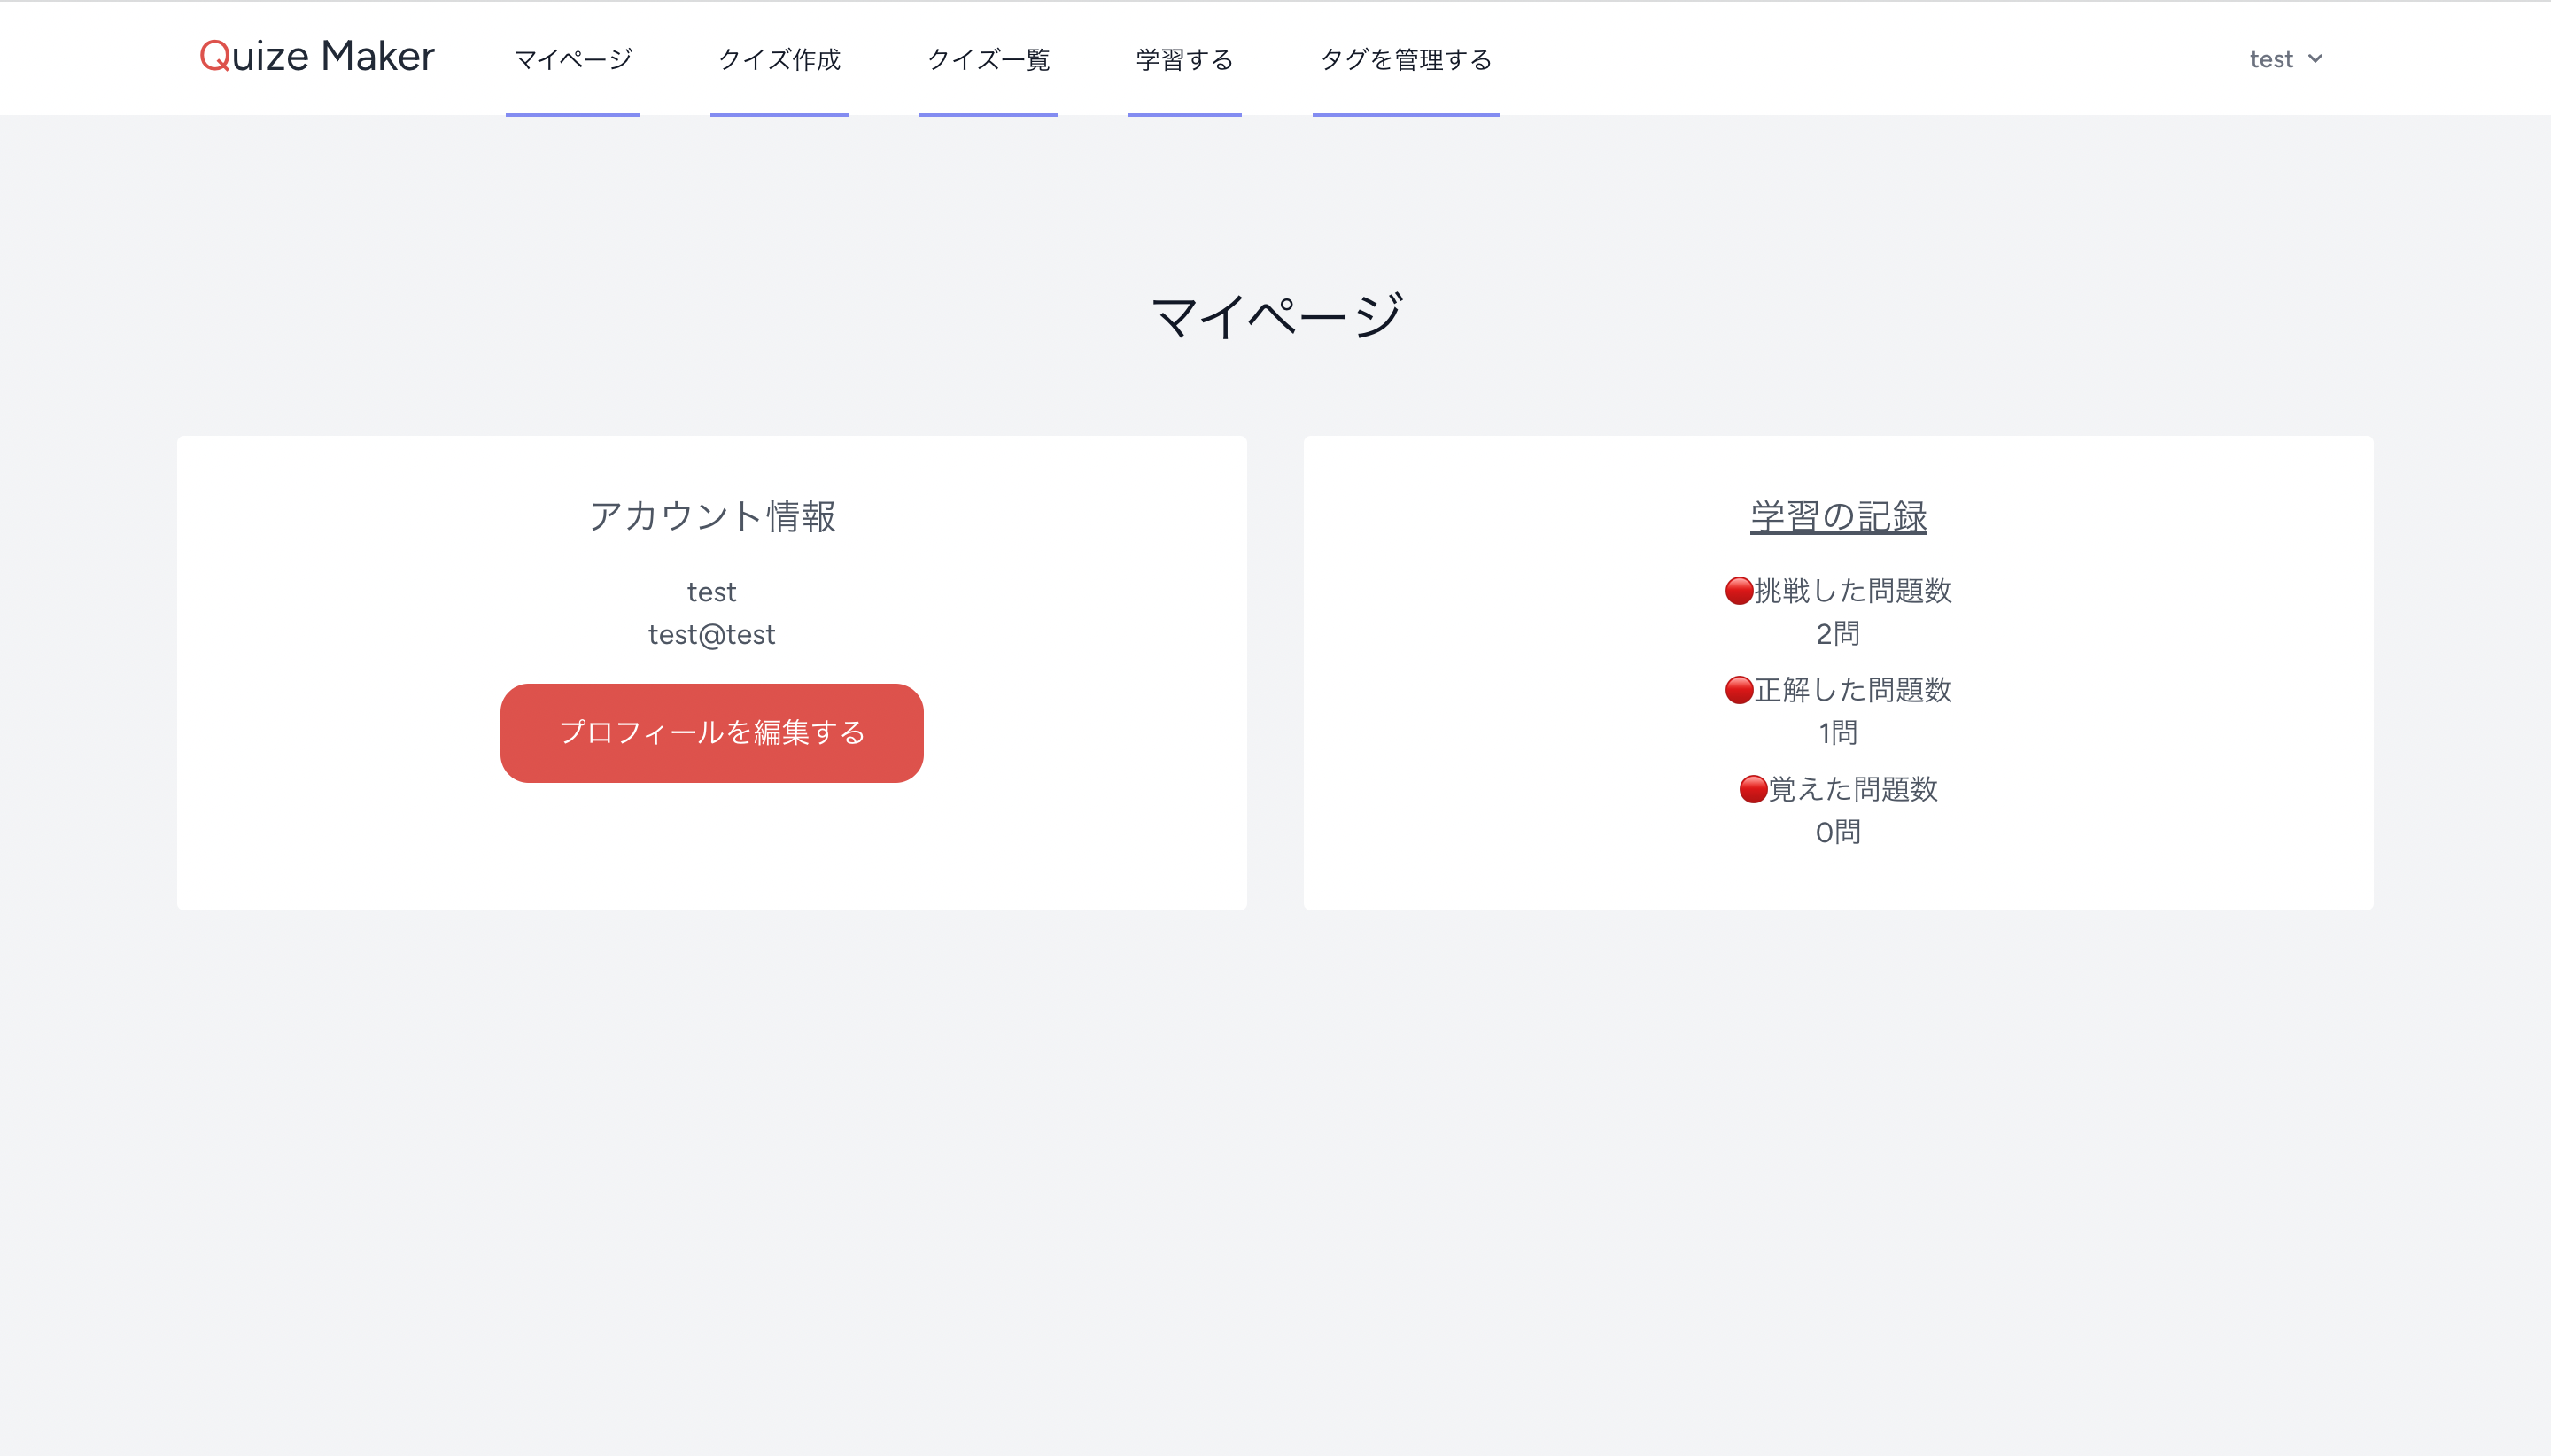 Quize Maker
マイページ
クイズ作成
クイズ一覧
学習する
タグを管理する
test
マイページ
アカウント情報
test
test@test
プロフィールを編集する
学習の記録
🔴挑戦した問題数
2問
🔴正解した問題数
1問
🔴覚えた問題数
0問